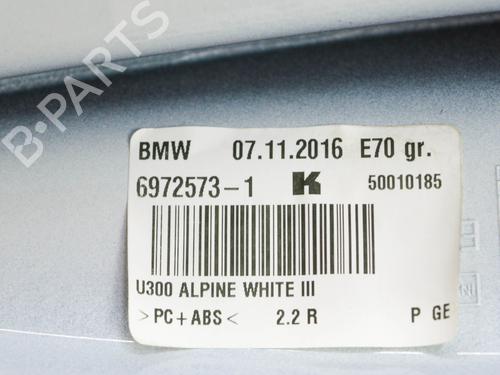 B-PARTS
BMW 07.11.2016 E70 gr.
6972573-1 K 50010185
U300 ALPINE WHITE III
>PC+ABS< 2.2 R P GE